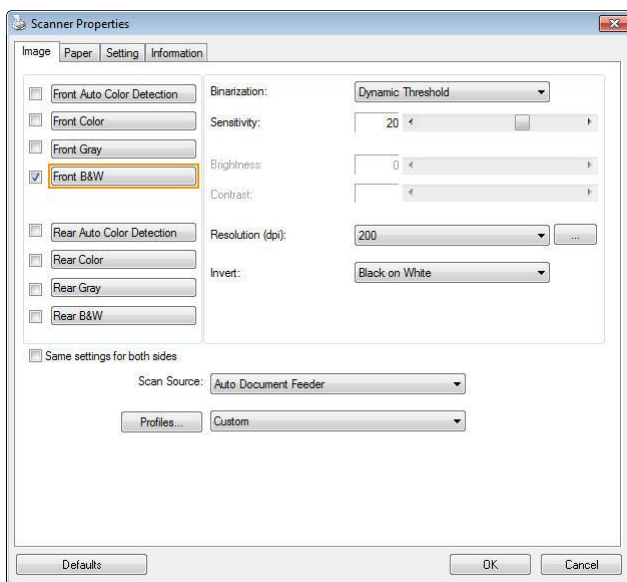 Scanner Properties
Image Paper Setting Information
Front Auto Color Detection
Front Color
Front Gray
Front B&W
Rear Auto Color Detection
Rear Color
Rear Gray
Rear B&W
Binarization: Dynamic Threshold
Sensitivity: 20
Brightness: 0
Contrast:
Resolution (dpi): 200 ...
Invert: Black on White
Same settings for both sides
Scan Source: Auto Document Feeder
Profiles... Custom
Defaults OK Cancel